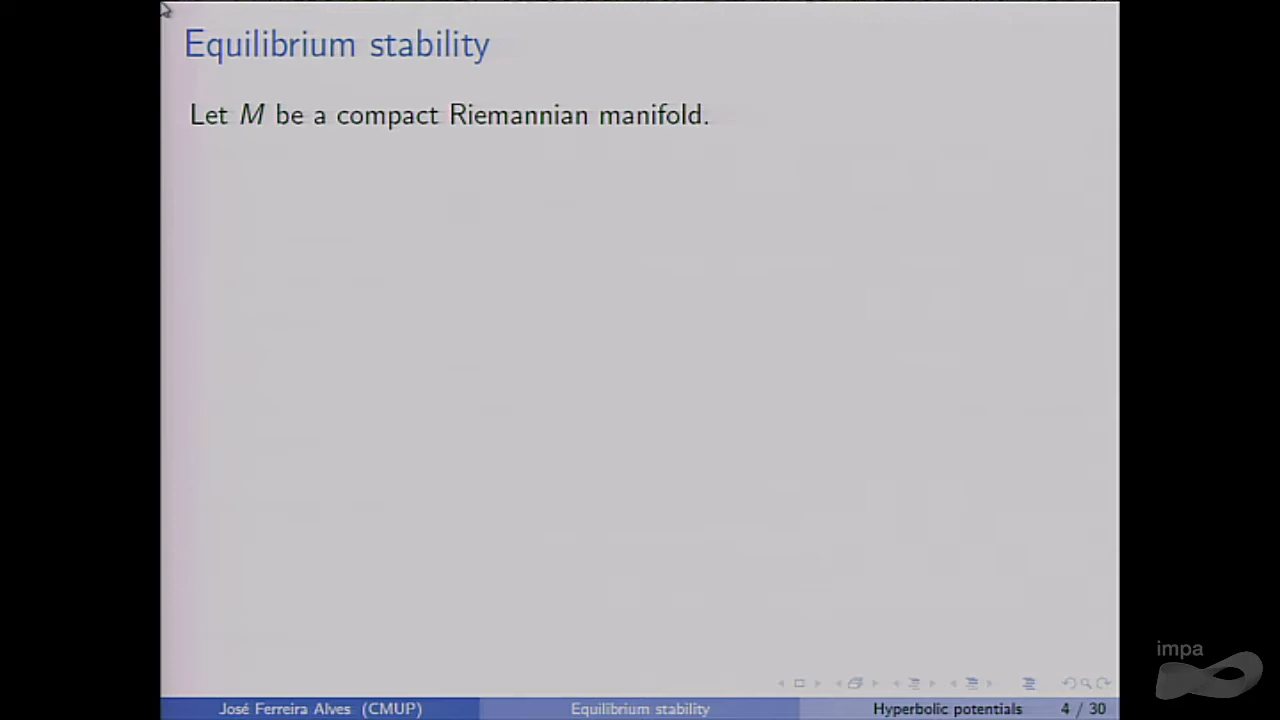 Equilibrium stability
Let M be a compact Riemannian manifold.
impa
José Ferreira Alves (CMUP)
Equilibrium stability
Hyperbolic potentials
4 / 30